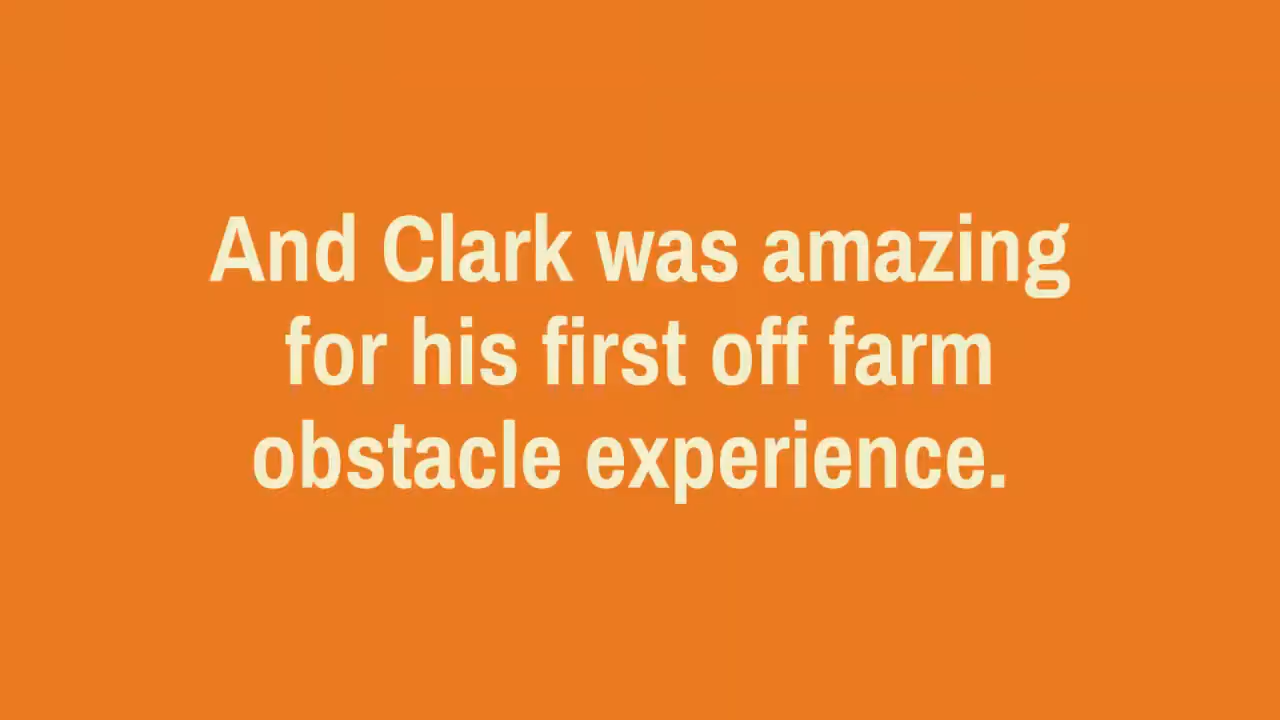 And Clark was amazing
for his first off farm
obstacle experience.